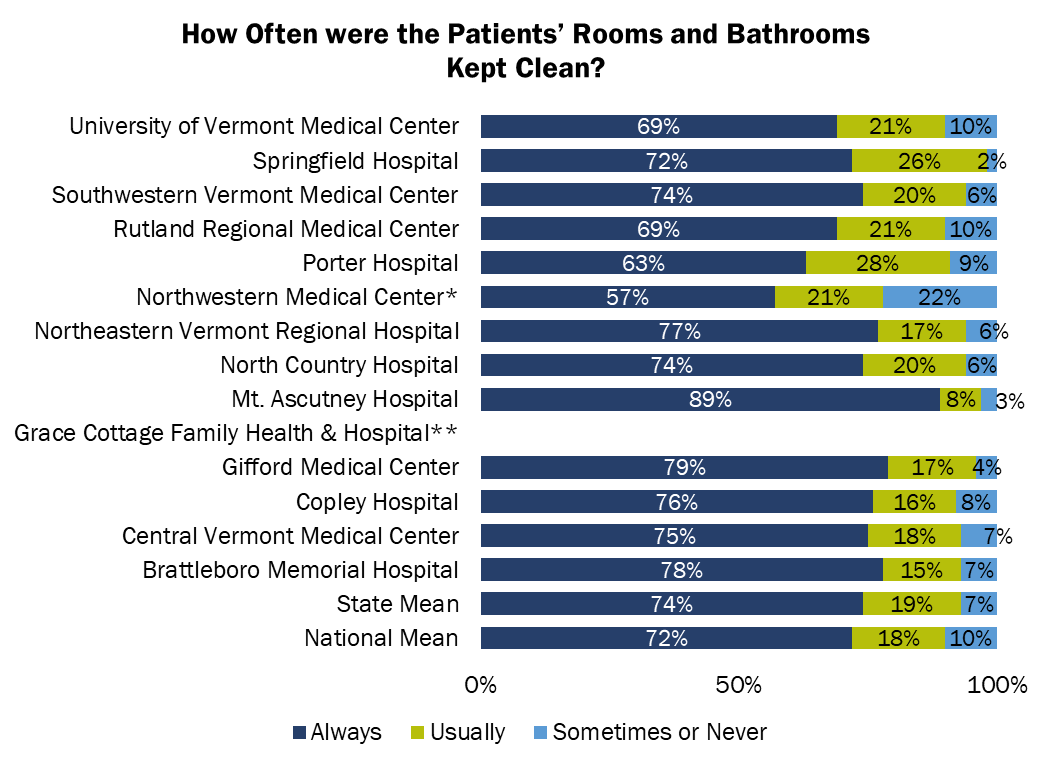 How Often were the Patients’ Rooms and Bathrooms
Kept Clean?
University of Vermont Medical Center 69% 21% 10%
Springfield Hospital 72% 26% 2%
Southwestern Vermont Medical Center 74% 20% 6%
Rutland Regional Medical Center 69% 21% 10%
Porter Hospital 63% 28% 9%
Northwestern Medical Center* 57% 21% 22%
Northeastern Vermont Regional Hospital 77% 17% 6%
North Country Hospital 74% 20% 6%
Mt. Ascutney Hospital 89% 8% 3%
Grace Cottage Family Health & Hospital**
Gifford Medical Center 79% 17% 4%
Copley Hospital 76% 16% 8%
Central Vermont Medical Center 75% 18% 7%
Brattleboro Memorial Hospital 78% 15% 7%
State Mean 74% 19% 7%
National Mean 72% 18% 10%
0% 50% 100%
Always Usually Sometimes or Never